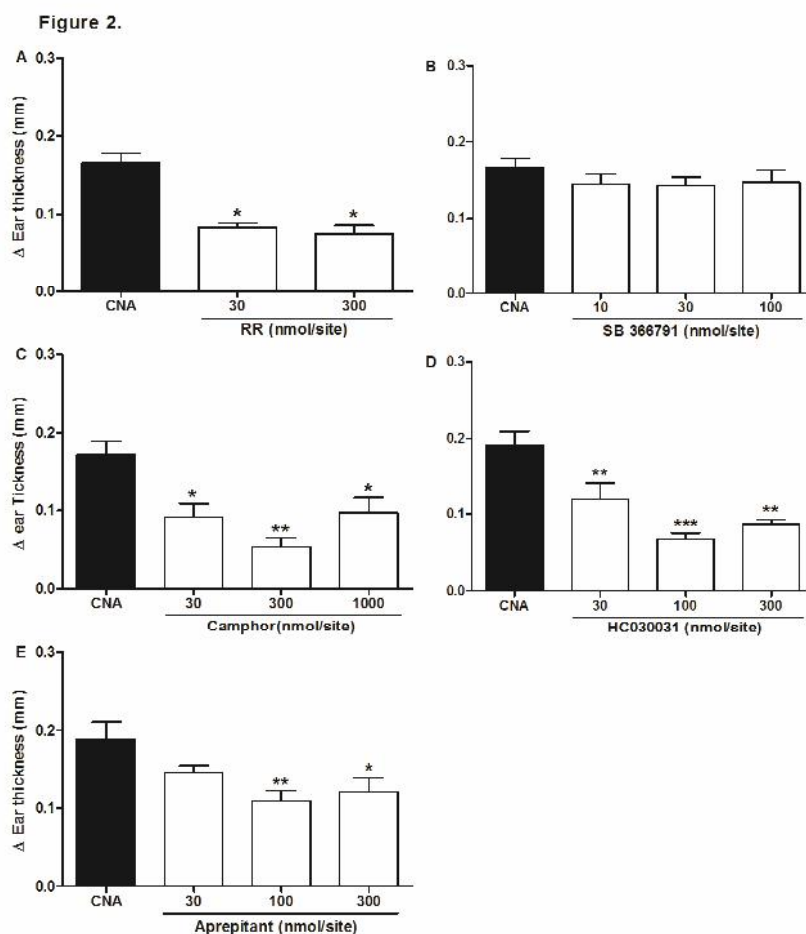 Figure 2.
A
Δ Ear thickness (mm)
0.3
0.2
0.1
0.0
*
*
CNA 30 300
RR (nmol/site)
B
0.3
0.2
0.1
0.0
CNA 10 30 100
SB 366791 (nmol/site)
C
Δ ear Tickness (mm)
0.3
0.2
0.1
0.0
*
**
*
CNA 30 300 1000
Camphor(nmol/site)
D
0.3
0.2
0.1
0.0
**
***
**
CNA 30 100 300
HC030031 (nmol/site)
E
Δ Ear thickness (mm)
0.3
0.2
0.1
0.0
**
*
CNA 30 100 300
Aprepitant (nmol/site)